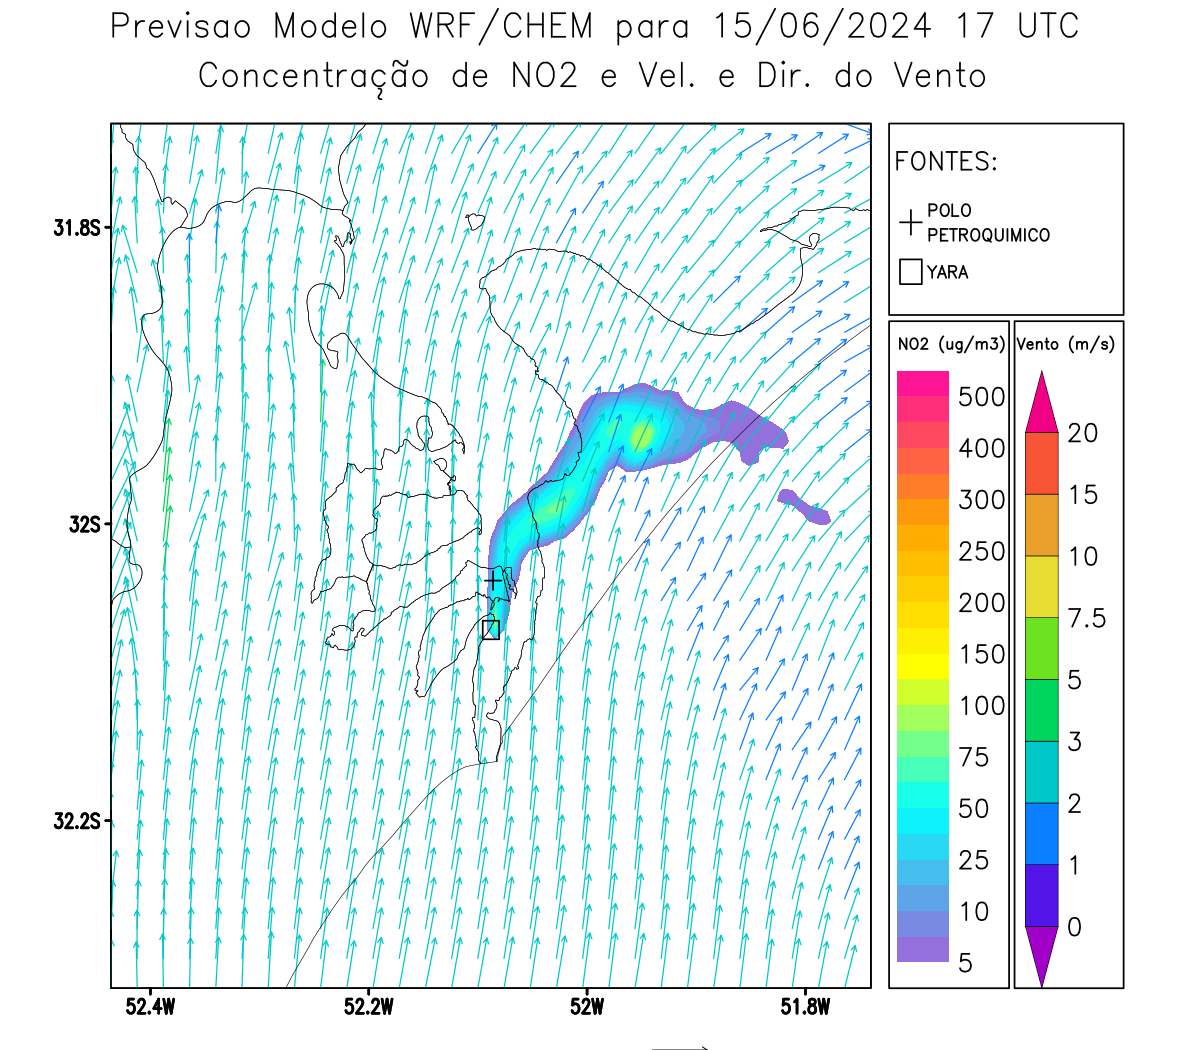 Previsao Modelo WRF/CHEM para 15/06/2024 17 UTC
Concentração de NO2 e Vel. e Dir. do Vento
FONTES:
POLO
PETROQUIMICO
YARA
NO2 (ug/m3)
500
400
300
250
200
150
100
75
50
25
10
5
Vento (m/s)
20
15
10
7.5
5
3
2
1
0
31.8S
32S
32.2S
52.4W
52.2W
52W
51.8W